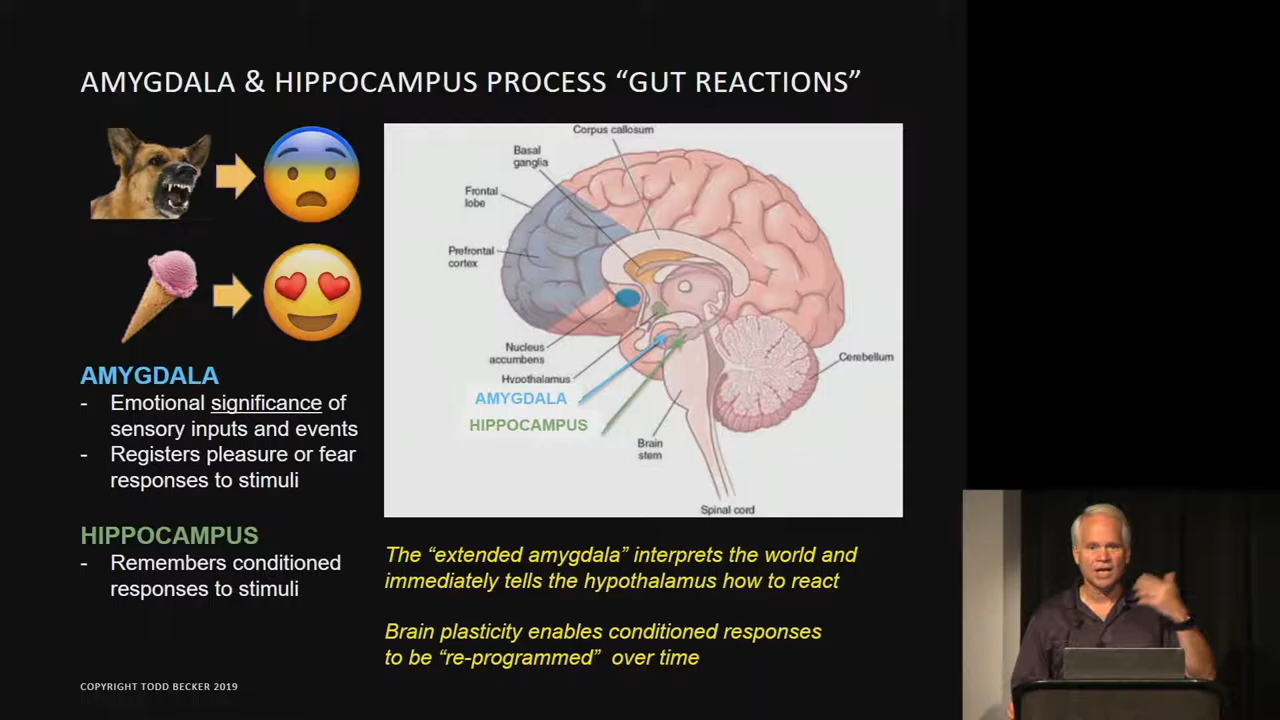 AMYGDALA & HIPPOCAMPUS PROCESS “GUT REACTIONS”
Corpus callosum
Basal
ganglia
Frontal
lobe
Prefrontal
cortex
Nucleus
accumbens
Hypothalamus
AMYGDALA
HIPPOCAMPUS
Brain
stem
Spinal cord
Cerebellum
AMYGDALA
- Emotional significance of
sensory inputs and events
- Registers pleasure or fear
responses to stimuli
HIPPOCAMPUS
- Remembers conditioned
responses to stimuli
The “extended amygdala” interprets the world and
immediately tells the hypothalamus how to react
Brain plasticity enables conditioned responses
to be “re-programmed” over time
COPYRIGHT TODD BECKER 2019